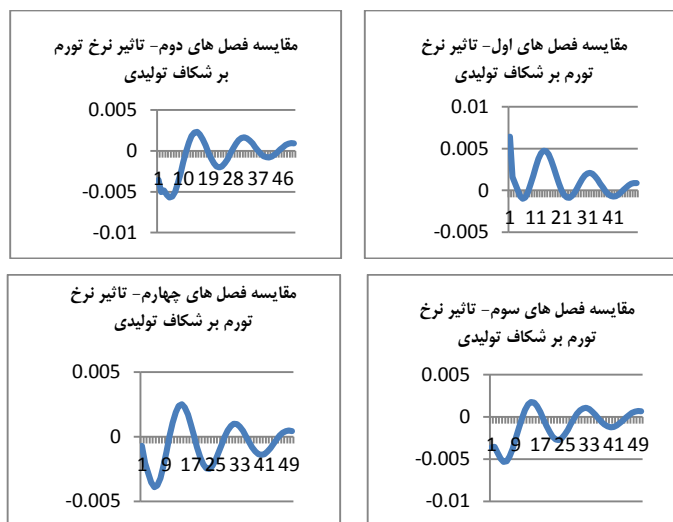 مقایسه فصل های اول- تاثیر نرخ
تورم بر شکاف تولیدی
0.01
0.005
0
-0.005
1 11 21 31 41
مقایسه فصل های دوم- تاثیر نرخ تورم
بر شکاف تولیدی
0.005
0
-0.005
-0.01
1 10 19 28 37 46
مقایسه فصل های سوم- تاثیر نرخ
تورم بر شکاف تولیدی
0.005
0
-0.005
-0.01
1 9 17 25 33 41 49
مقایسه فصل های چهارم- تاثیر نرخ
تورم بر شکاف تولیدی
0.005
0
-0.005
1 9 17 25 33 41 49